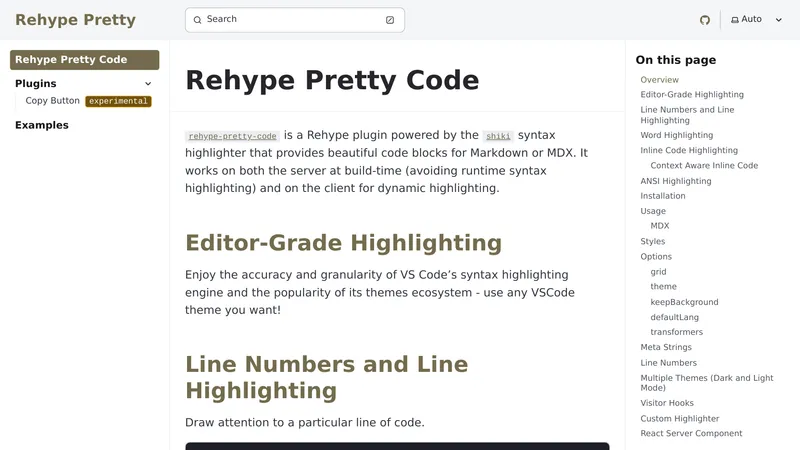 Rehype Pretty
Search
Auto
Rehype Pretty Code
Plugins
Copy Button experimental
Examples
Rehype Pretty Code
rehype-pretty-code is a Rehype plugin powered by the shiki syntax
highlighter that provides beautiful code blocks for Markdown or MDX. It
works on both the server at build-time (avoiding runtime syntax
highlighting) and on the client for dynamic highlighting.
Editor-Grade Highlighting
Enjoy the accuracy and granularity of VS Code’s syntax highlighting
engine and the popularity of its themes ecosystem - use any VSCode
theme you want!
Line Numbers and Line
Highlighting
Draw attention to a particular line of code.
On this page
Overview
Editor-Grade Highlighting
Line Numbers and Line
Highlighting
Word Highlighting
Inline Code Highlighting
Context Aware Inline Code
ANSI Highlighting
Installation
Usage
MDX
Styles
Options
grid
theme
keepBackground
defaultLang
transformers
Meta Strings
Line Numbers
Multiple Themes (Dark and Light
Mode)
Visitor Hooks
Custom Highlighter
React Server Component